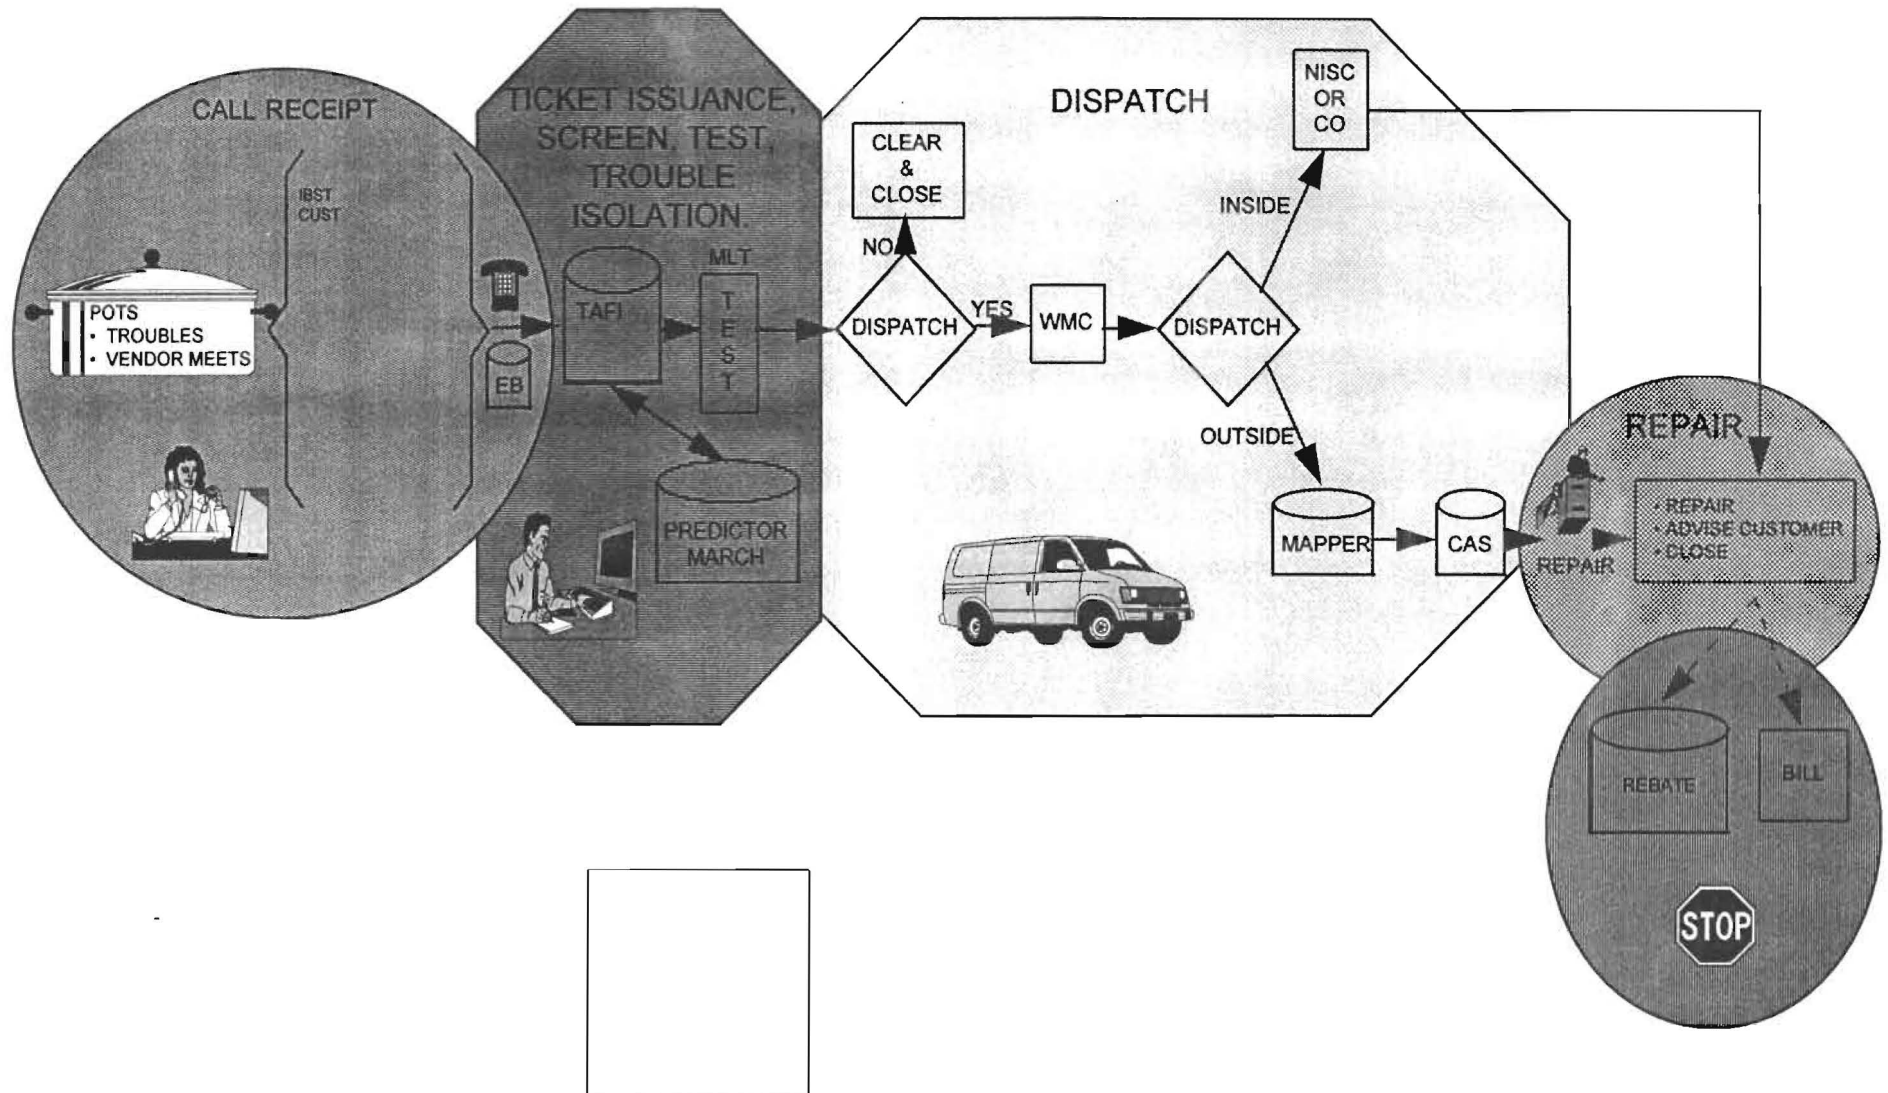 CALL RECEIPT
IBST
CUST
POTS
· TROUBLES
· VENDOR MEETS
EB
TICKET ISSUANCE,
SCREEN, TEST,
TROUBLE
ISOLATION.
TAFI
MLT
T
E
S
T
PREDICTOR
MARCH
DISPATCH
CLEAR
&
CLOSE
NO
DISPATCH
YES
WMC
DISPATCH
INSIDE
NISC
OR
CO
OUTSIDE
MAPPER
CAS
REPAIR
REPAIR
· REPAIR
· ADVISE CUSTOMER
· CLOSE
REBATE
BILL
STOP